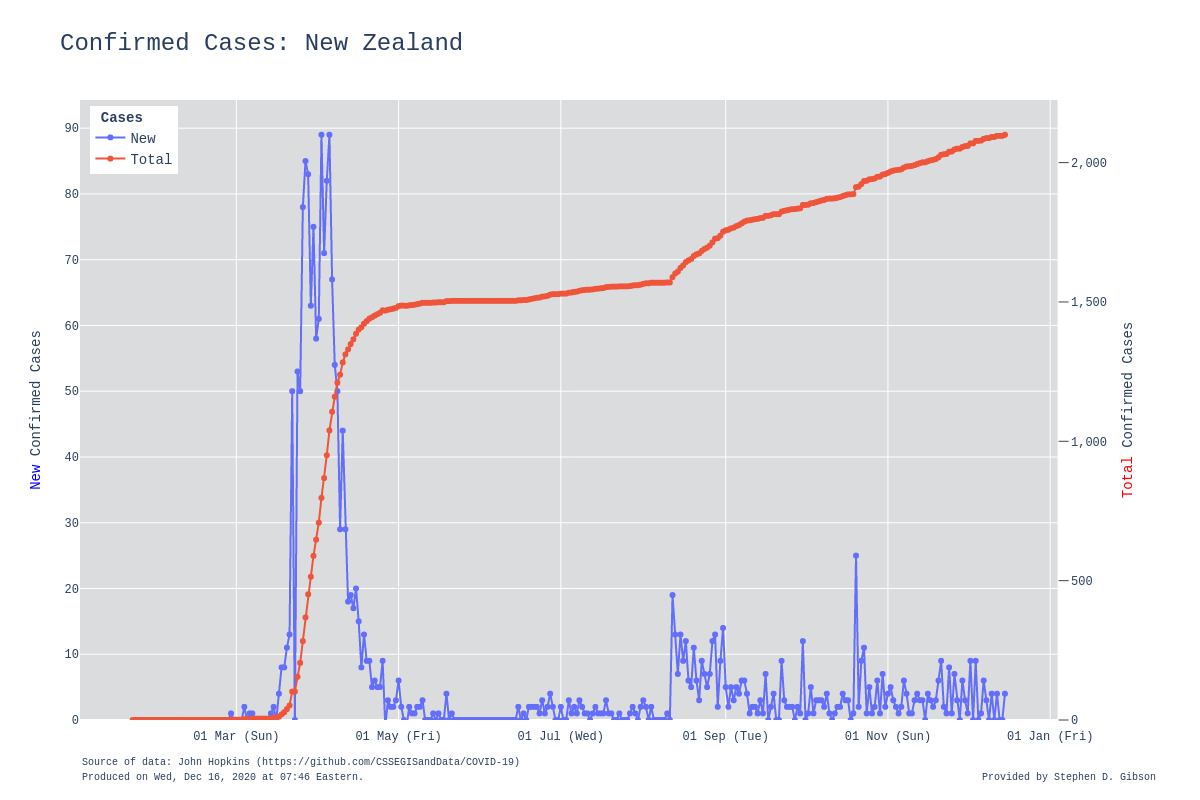 Confirmed Cases: New Zealand
Cases
New
Total
90
80
70
60
50
40
30
20
10
0
New Confirmed Cases
2,000
1,500
1,000
500
0
Total Confirmed Cases
01 Mar (Sun)
01 May (Fri)
01 Jul (Wed)
01 Sep (Tue)
01 Nov (Sun)
01 Jan (Fri)
Source of data: John Hopkins (https://github.com/CSSEGISandData/COVID-19)
Produced on Wed, Dec 16, 2020 at 07:46 Eastern.
Provided by Stephen D. Gibson